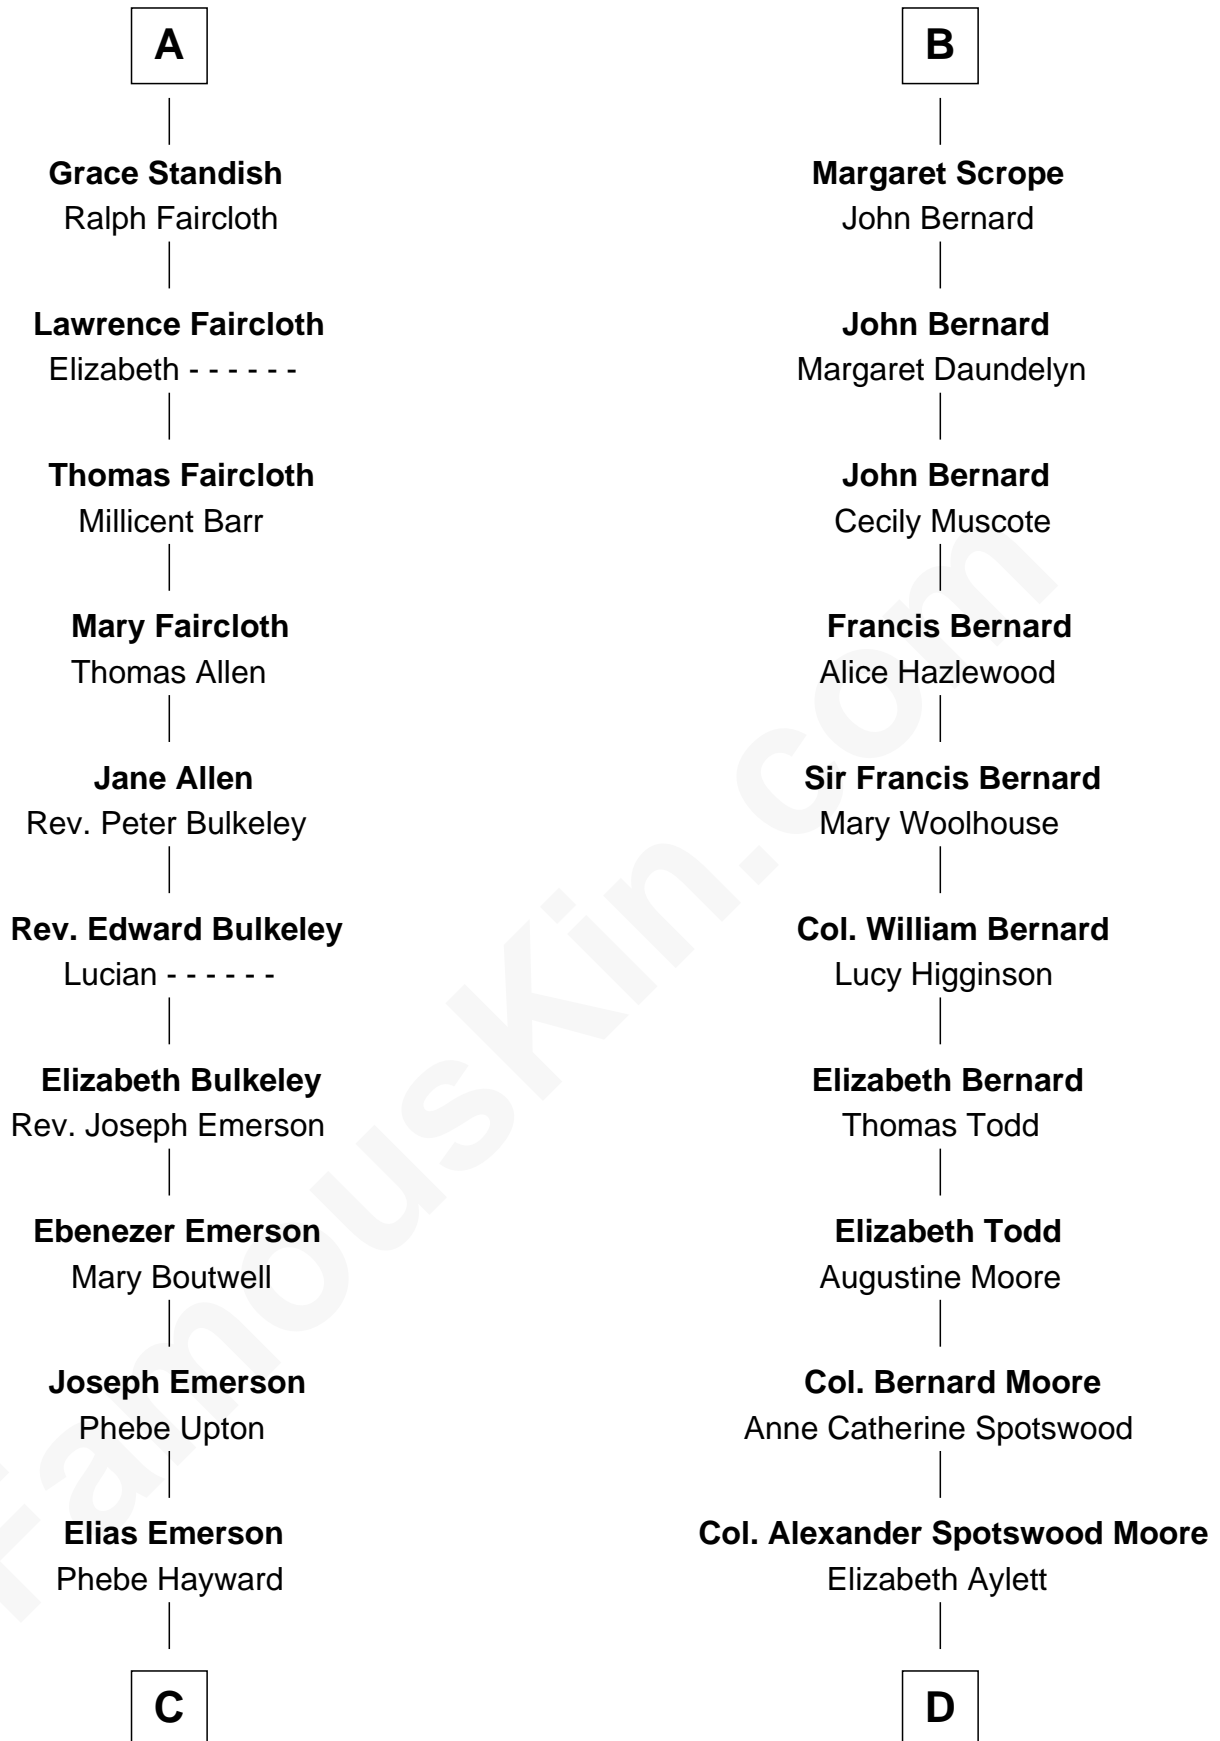 A
Grace Standish
Ralph Faircloth
Lawrence Faircloth
Elizabeth - - - - - -
Thomas Faircloth
Millicent Barr
Mary Faircloth
Thomas Allen
Jane Allen
Rev. Peter Bulkeley
Rev. Edward Bulkeley
Lucian - - - - - -
Elizabeth Bulkeley
Rev. Joseph Emerson
Ebenezer Emerson
Mary Boutwell
Joseph Emerson
Phebe Upton
Elias Emerson
Phebe Hayward
C
B
Margaret Scrope
John Bernard
John Bernard
Margaret Daundelyn
John Bernard
Cecily Muscote
Francis Bernard
Alice Hazlewood
Sir Francis Bernard
Mary Woolhouse
Col. William Bernard
Lucy Higginson
Elizabeth Bernard
Thomas Todd
Elizabeth Todd
Augustine Moore
Col. Bernard Moore
Anne Catherine Spotswood
Col. Alexander Spotswood Moore
Elizabeth Aylett
D
FamousKin.com